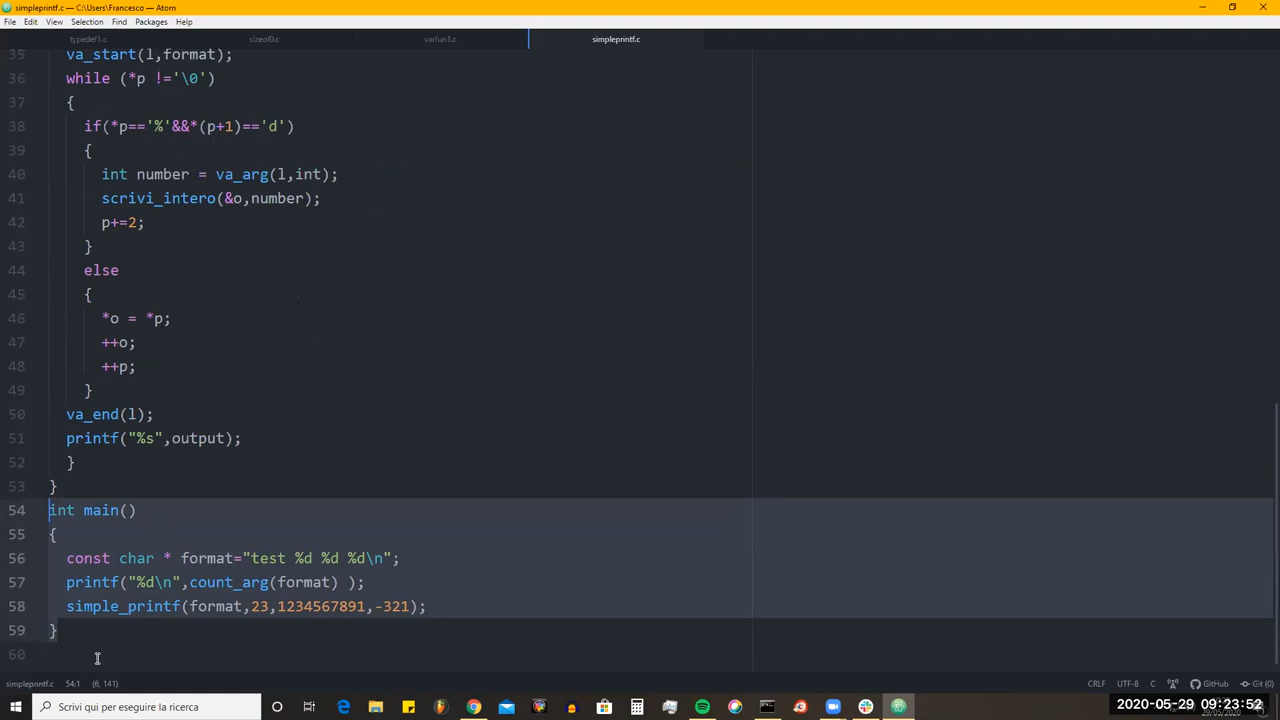 simpleprintf.c — C:\Users\Francesco — Atom
File Edit View Selection Find Packages Help
typedef1.c sizeof0.c varfun1.c simpleprintf.c
35 va_start(l,format);
36 while (*p !='\0')
37 {
38 if(*p=='%'&&*(p+1)=='d')
39 {
40 int number = va_arg(l,int);
41 scrivi_intero(&o,number);
42 p+=2;
43 }
44 else
45 {
46 *o = *p;
47 ++o;
48 ++p;
49 }
50 va_end(l);
51 printf("%s",output);
52 }
53 }
54 int main()
55 {
56 const char * format="test %d %d %d\n";
57 printf("%d\n",count_arg(format) );
58 simple_printf(format,23,1234567891,-321);
59 }
60
simpleprintf.c 54:1 (6, 141) CRLF UTF-8 C GitHub Git (0)
Scrivi qui per eseguire la ricerca
2020-05-29 09:23:52